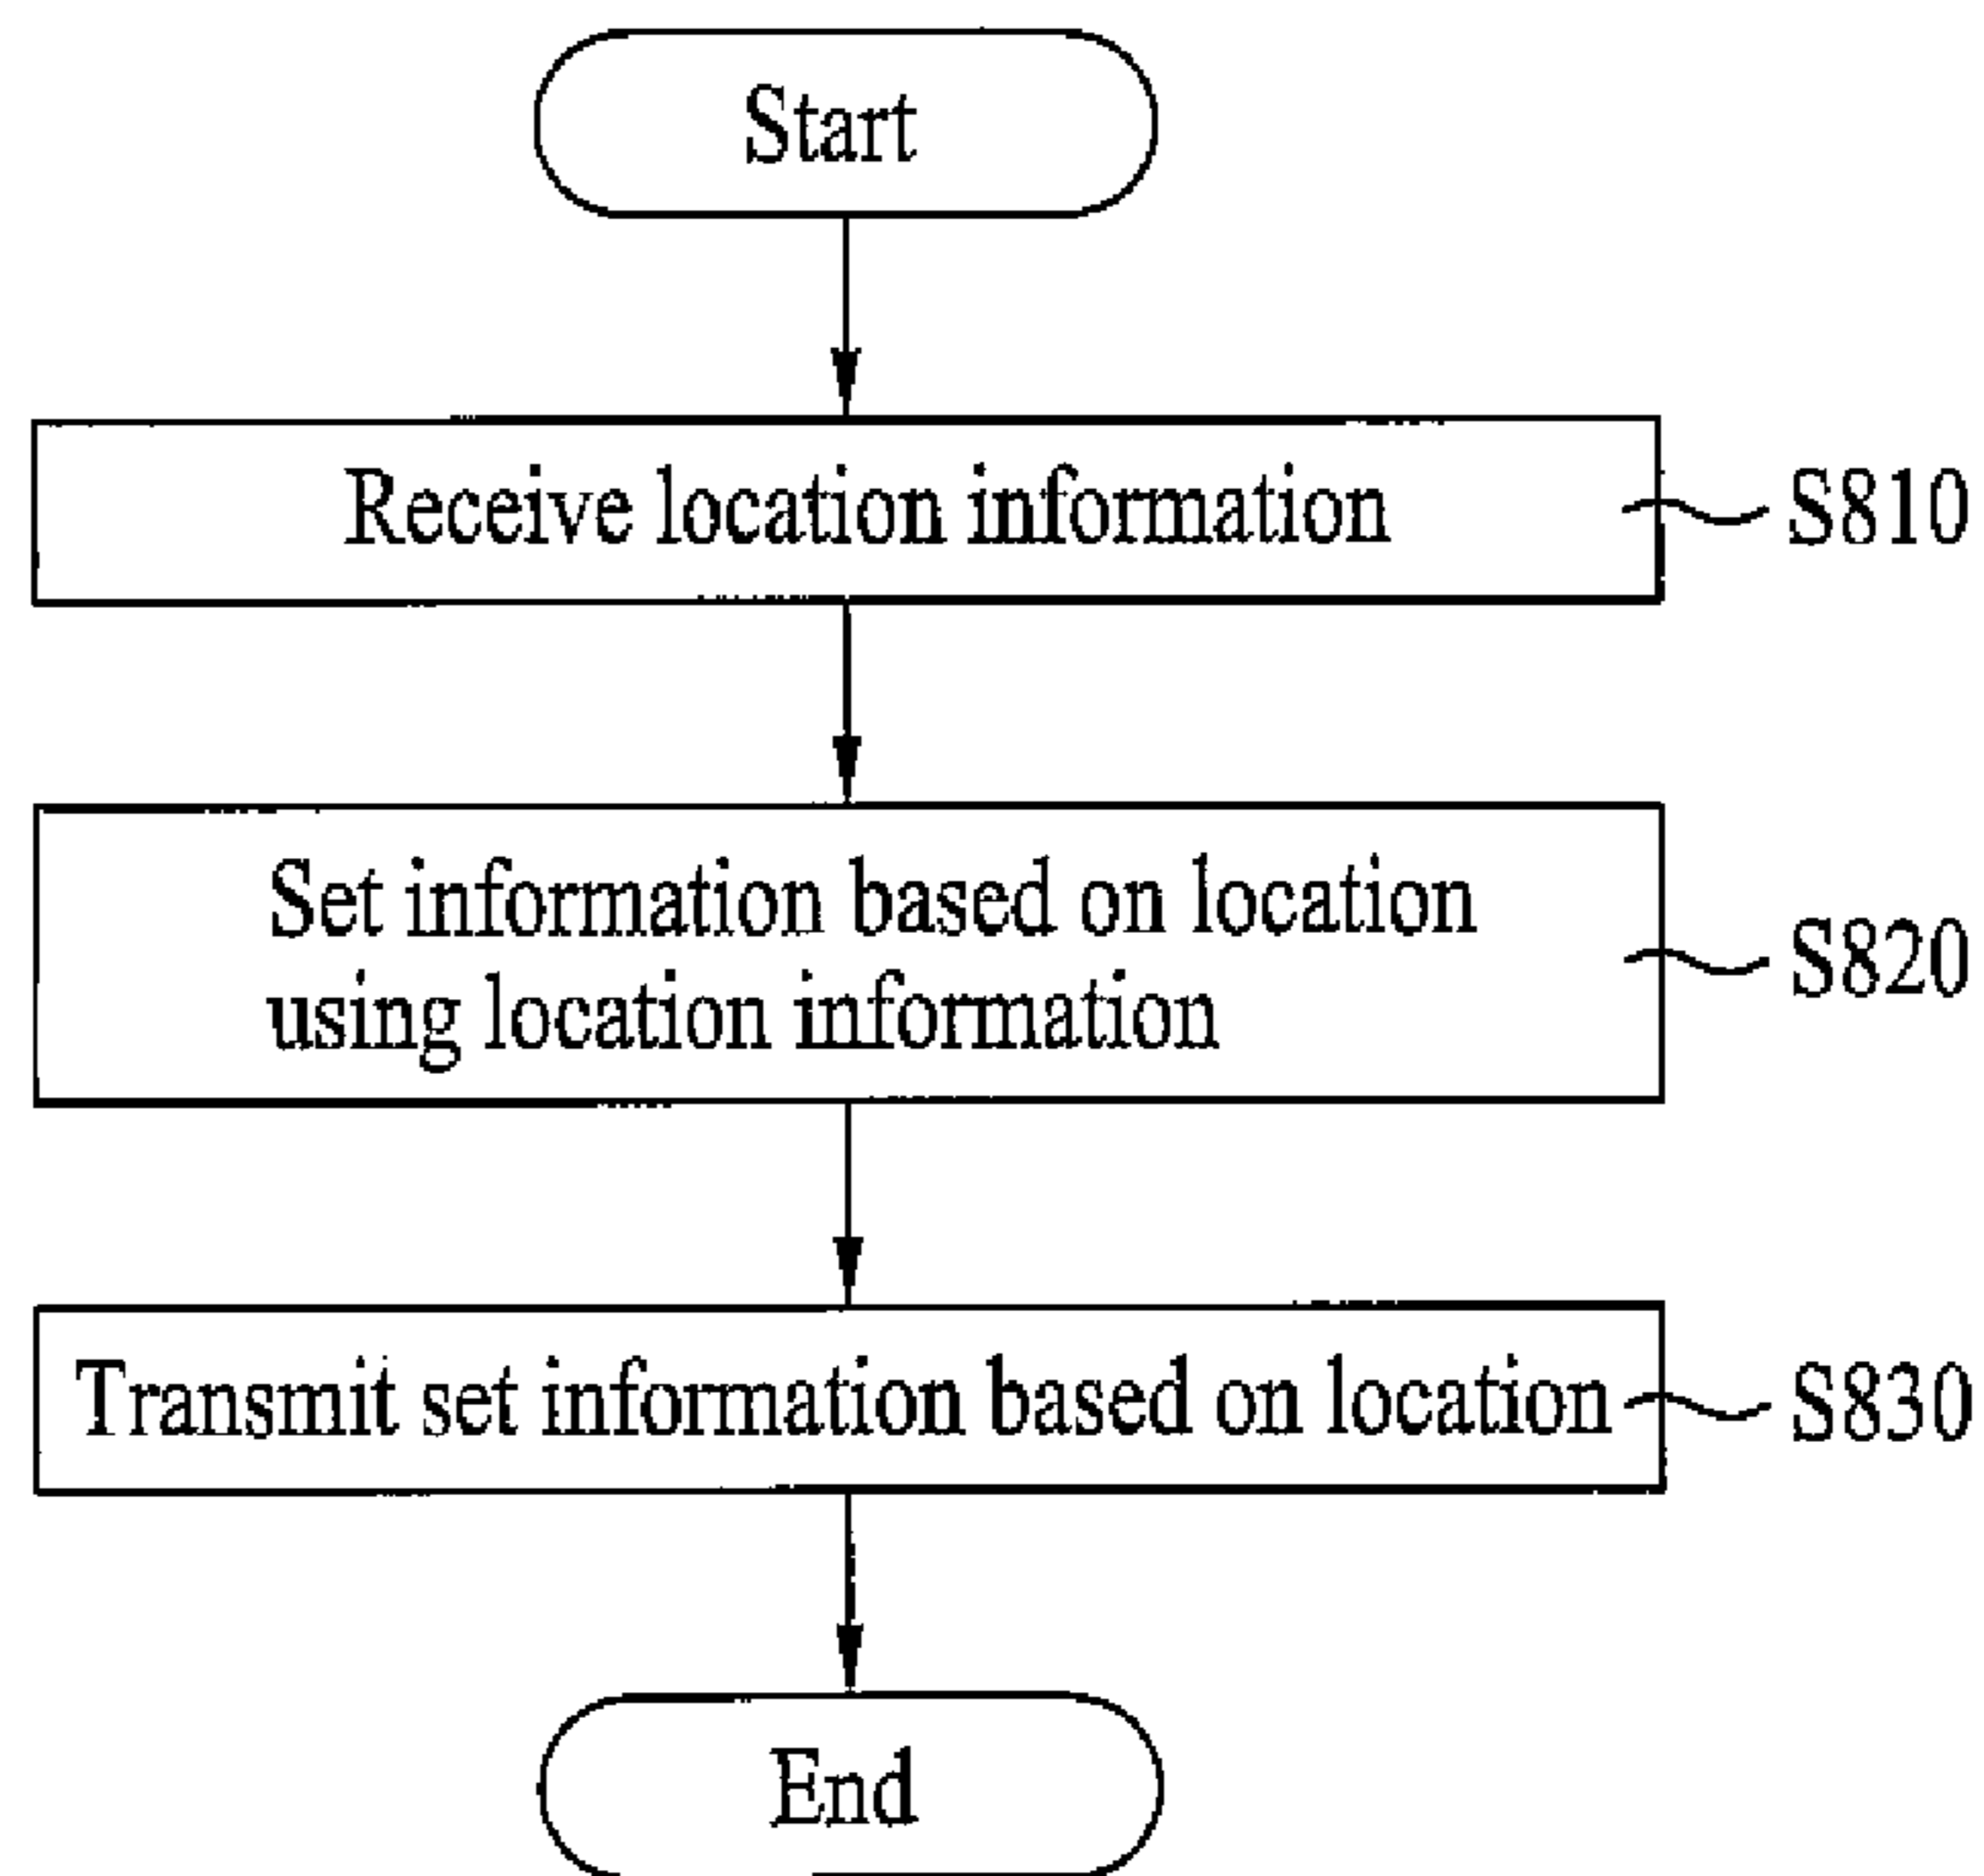 Start
Receive location information
S810
Set information based on location
using location information
S820
Transmit set information based on location
S830
End